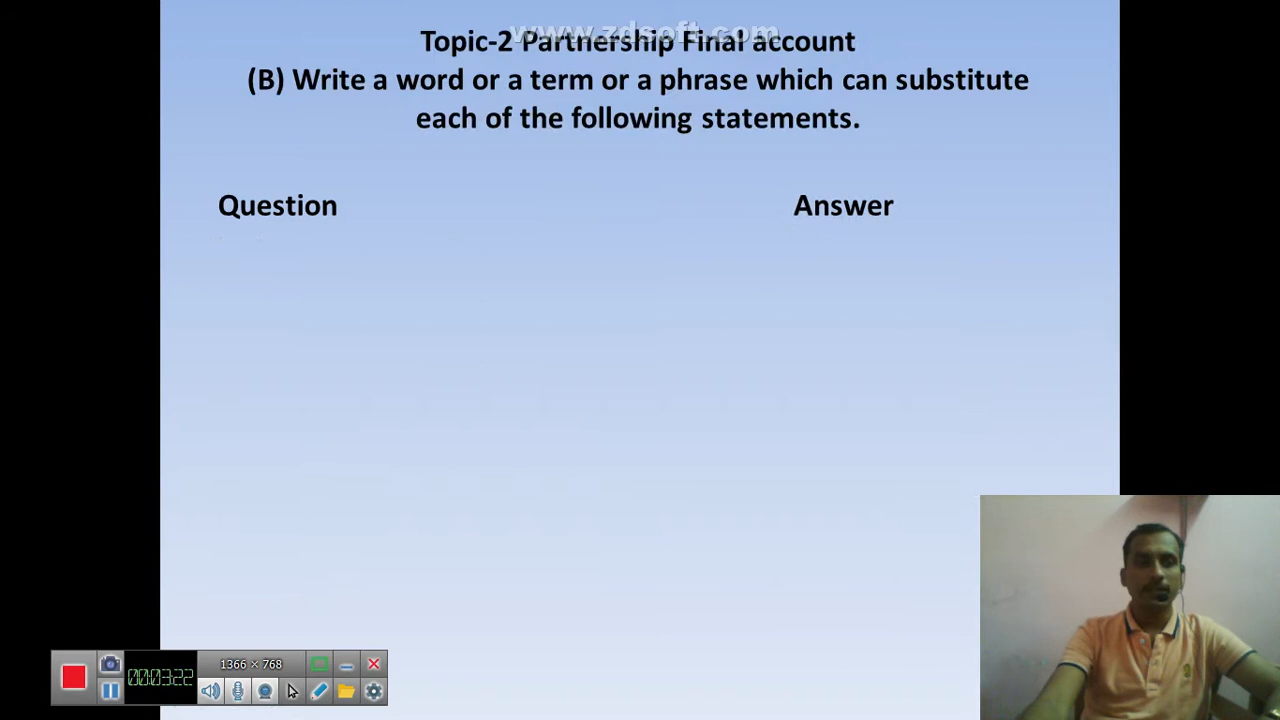 www.zdsoft.com
Topic-2 Partnership Final account
(B) Write a word or a term or a phrase which can substitute
each of the following statements.
Question Answer
1366 × 768
00:03:22